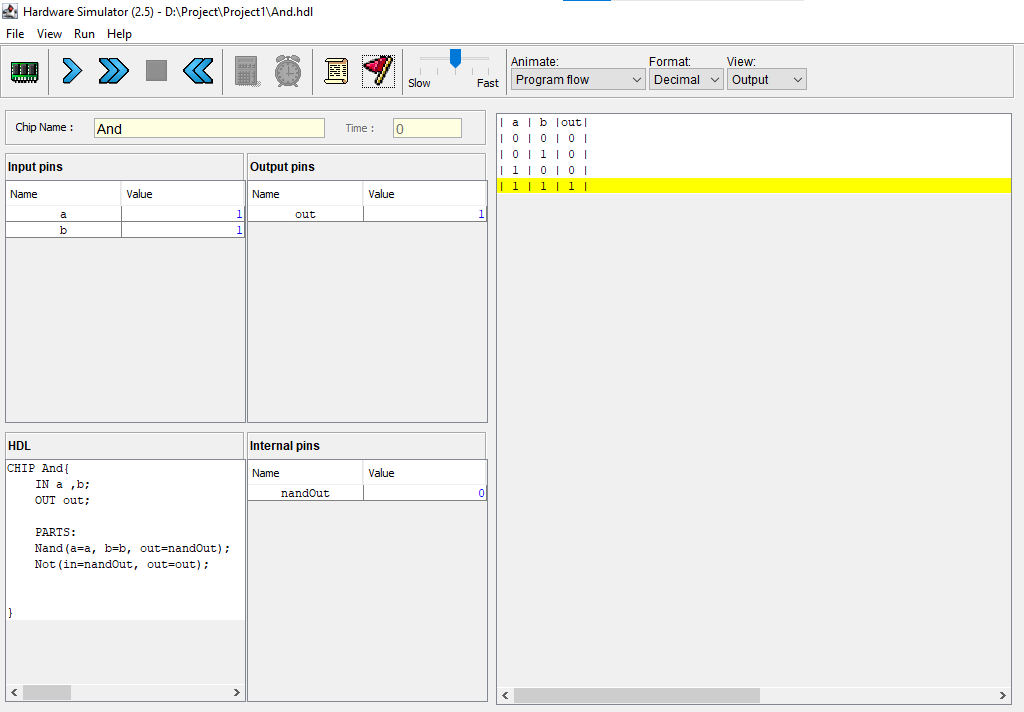 Hardware Simulator (2.5) - D:\Project\Project1\And.hdl
File View Run Help
Slow Fast
Animate: Format: View:
Program flow Decimal Output
Chip Name : And Time : 0
Input pins
Name Value
a 1
b 1
Output pins
Name Value
out 1
HDL
CHIP And{
    IN a ,b;
    OUT out;
    PARTS:
    Nand(a=a, b=b, out=nandOut);
    Not(in=nandOut, out=out);
}
Internal pins
Name Value
nandOut 0
| a | b |out|
| 0 | 0 | 0 |
| 0 | 1 | 0 |
| 1 | 0 | 0 |
| 1 | 1 | 1 |